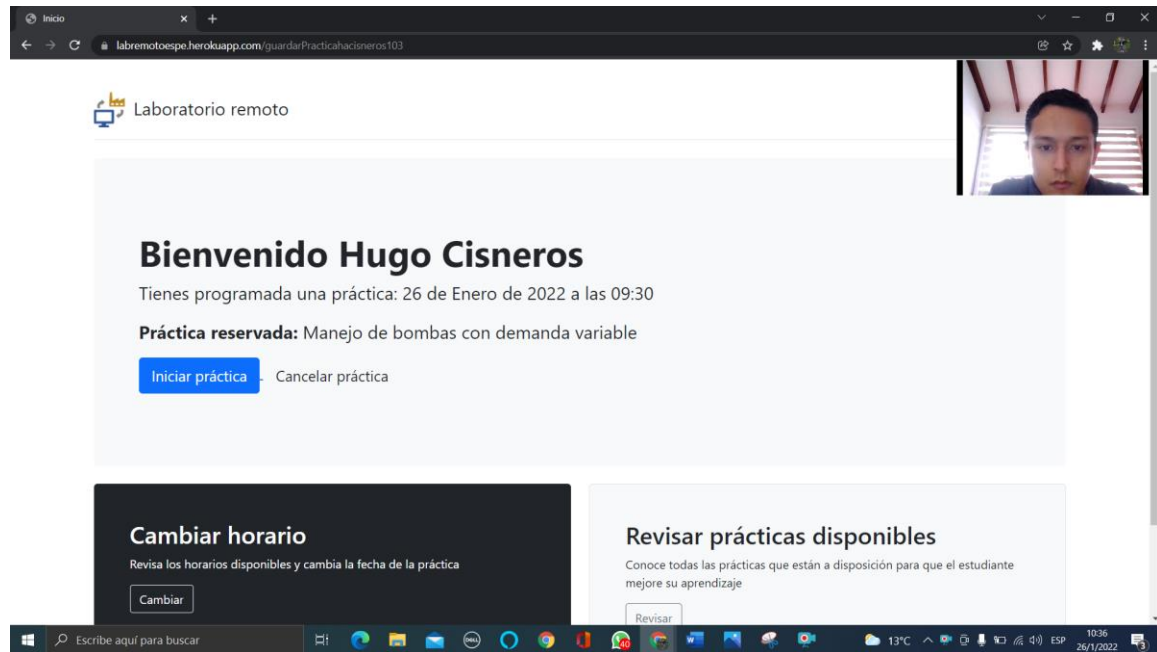 Inicio
labremotoespe.herokuapp.com/guardarPracticahacisneros103
Laboratorio remoto
Bienvenido Hugo Cisneros
Tienes programada una práctica: 26 de Enero de 2022 a las 09:30
Práctica reservada: Manejo de bombas con demanda variable
Iniciar práctica Cancelar práctica
Cambiar horario
Revisa los horarios disponibles y cambia la fecha de la práctica
Cambiar
Revisar prácticas disponibles
Conoce todas las prácticas que están a disposición para que el estudiante
mejore su aprendizaje
Revisar
Escribe aquí para buscar
DELL
40
13°C
ESP
10:36
26/1/2022
3